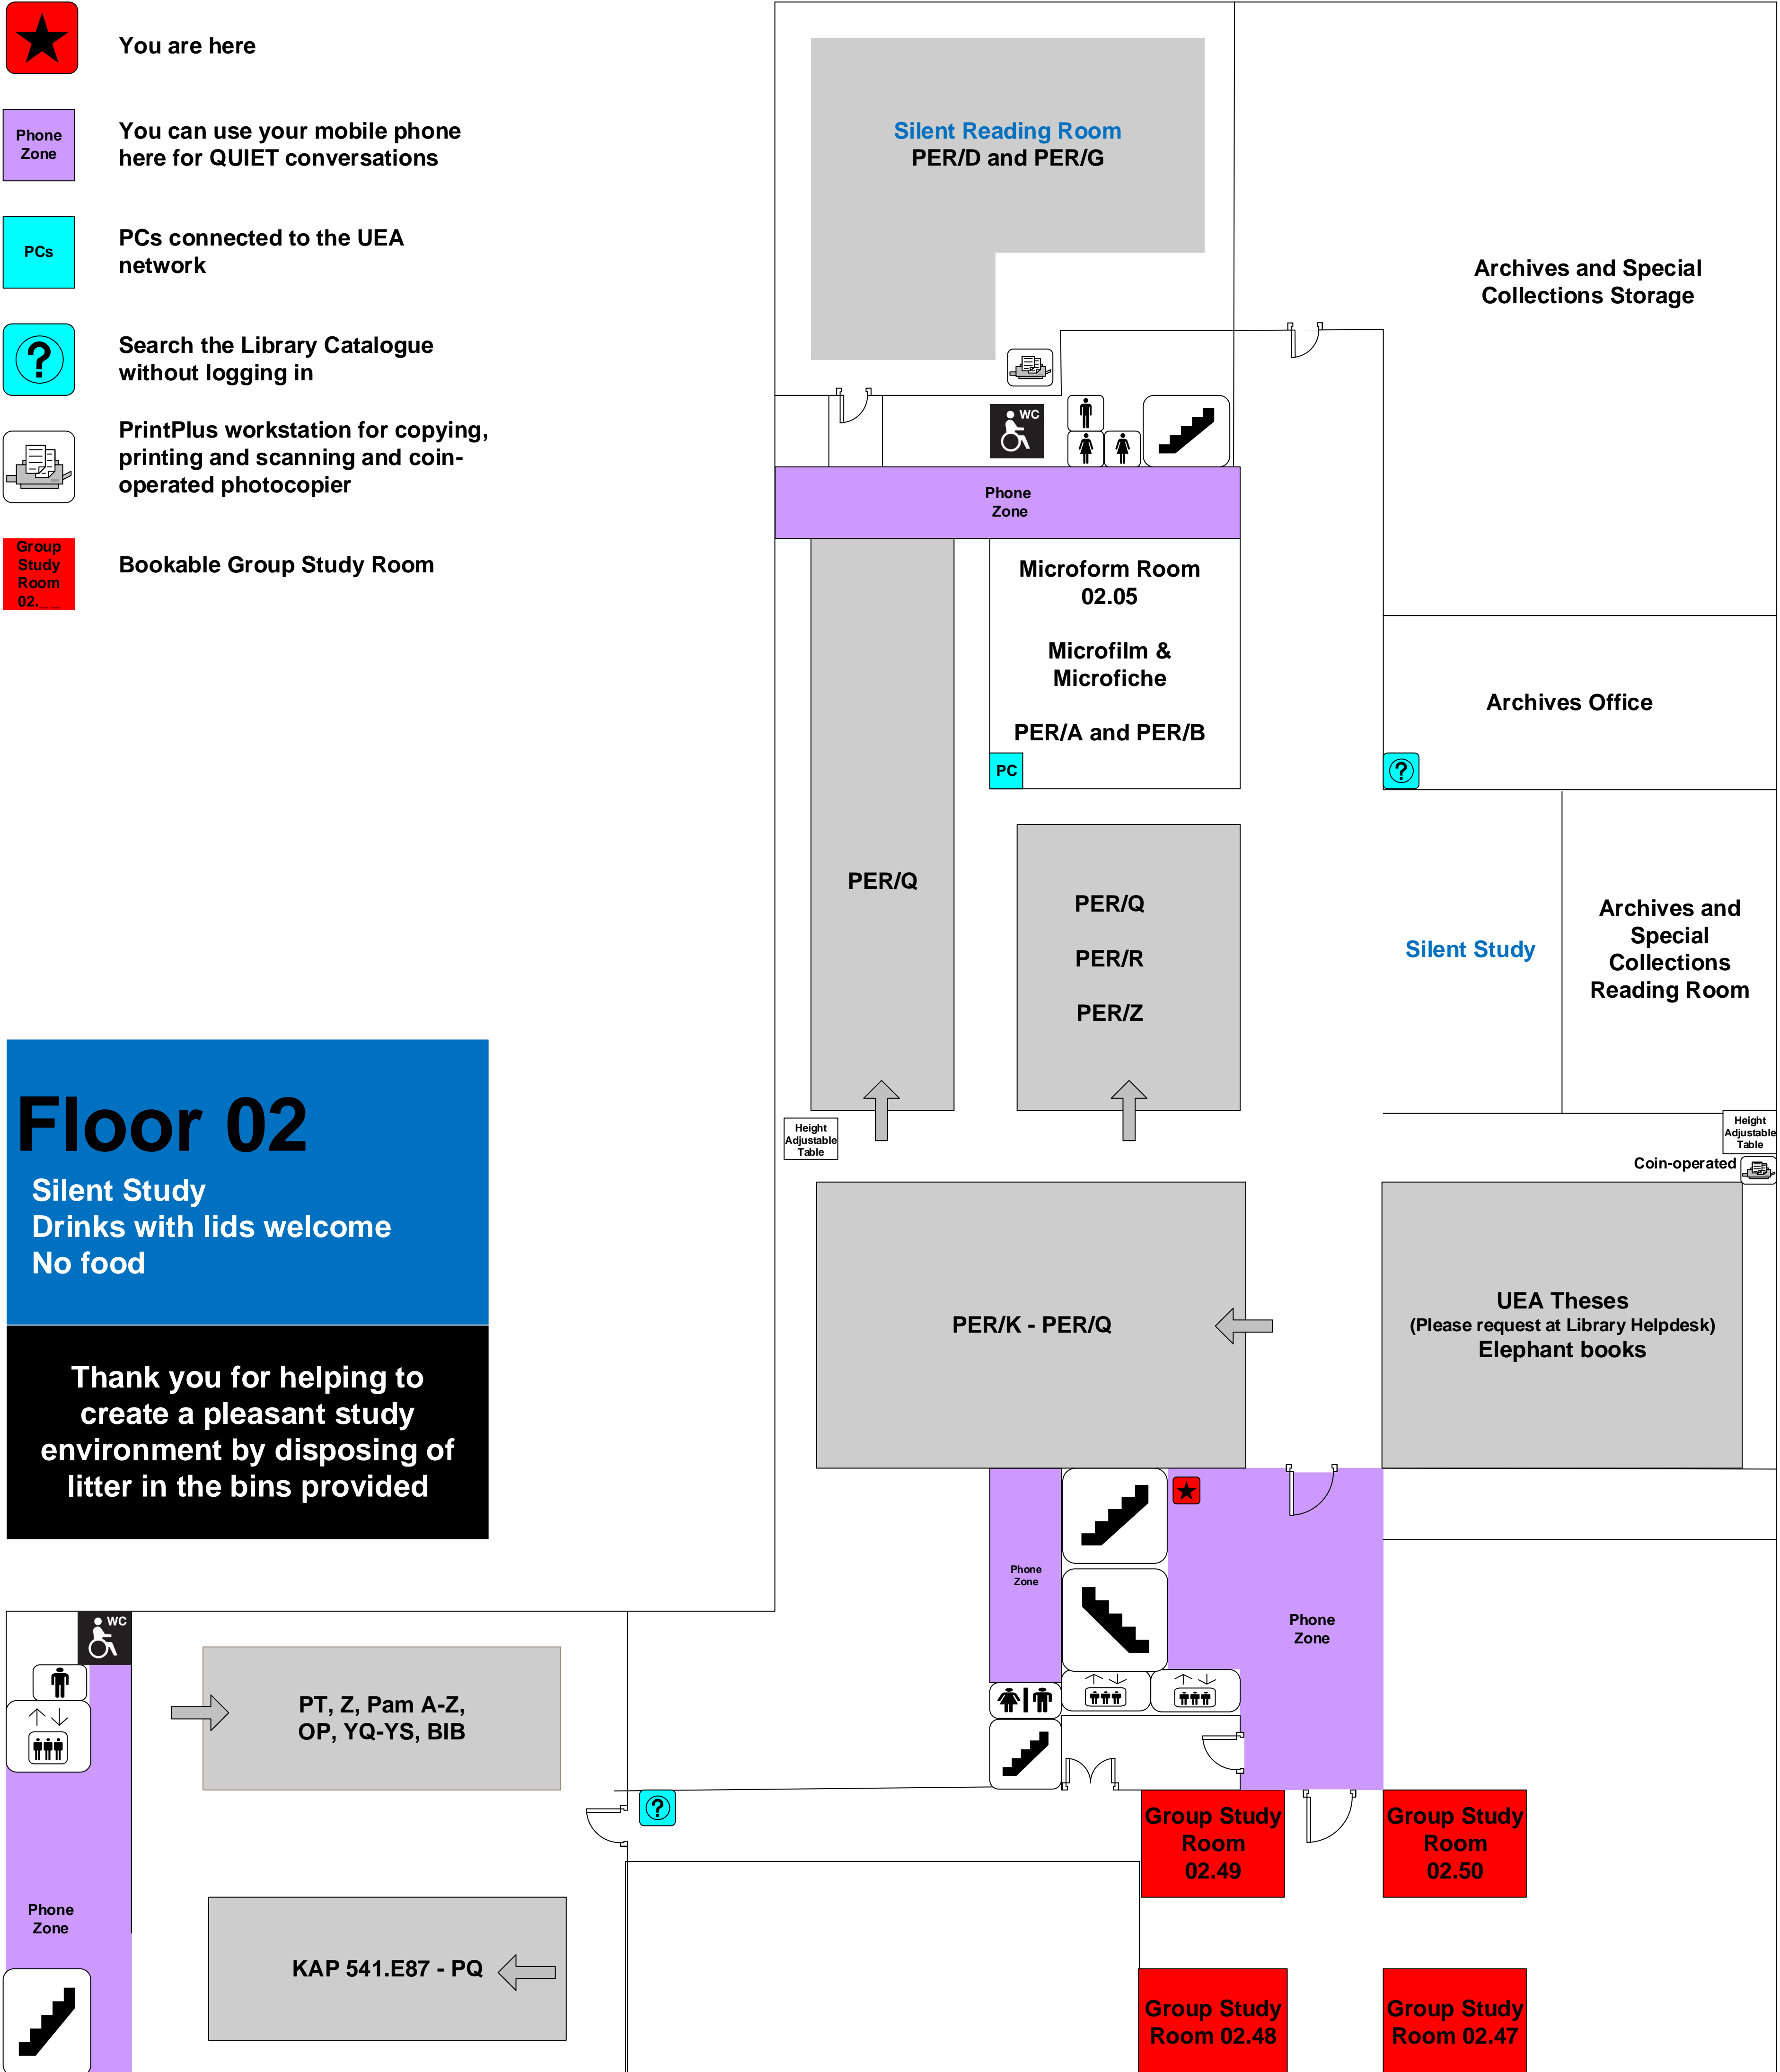 You are here
Phone
Zone
You can use your mobile phone
here for QUIET conversations
PCs
PCs connected to the UEA
network
?
Search the Library Catalogue
without logging in
PrintPlus workstation for copying,
printing and scanning and coin-
operated photocopier
Group
Study
Room
02._ _
Bookable Group Study Room
Floor 02
Silent Study
Drinks with lids welcome
No food
Thank you for helping to
create a pleasant study
environment by disposing of
litter in the bins provided
Silent Reading Room
PER/D and PER/G
Archives and Special
Collections Storage
WC
Phone
Zone
Microform Room
02.05
Microfilm &
Microfiche
PER/A and PER/B
PC
Archives Office
?
PER/Q
PER/Q
PER/R
PER/Z
Silent Study
Archives and
Special
Collections
Reading Room
Height
Adjustable
Table
Height
Adjustable
Table
Coin-operated
PER/K - PER/Q
UEA Theses
(Please request at Library Helpdesk)
Elephant books
Phone
Zone
Phone
Zone
WC
PT, Z, Pam A-Z,
OP, YQ-YS, BIB
?
Group Study
Room
02.49
Group Study
Room
02.50
Phone
Zone
KAP 541.E87 - PQ
Group Study
Room 02.48
Group Study
Room 02.47